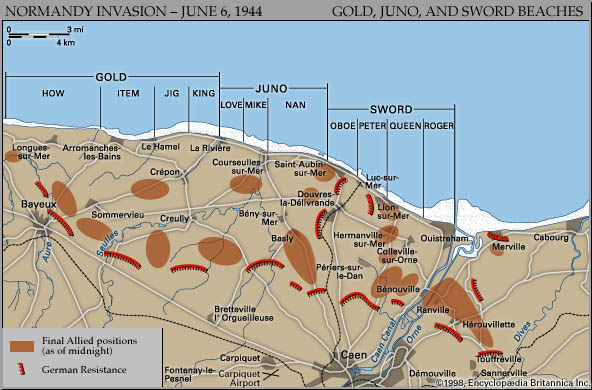 NORMANDY INVASION – JUNE 6, 1944
GOLD, JUNO, AND SWORD BEACHES
0 3 mi
0 4 km
GOLD
JUNO
SWORD
HOW
ITEM
JIG
KING
LOVE
MIKE
NAN
OBOE
PETER
QUEEN
ROGER
Longues-
sur-Mer
Arromanches-
les-Bains
Le Hamel
La Rivière
Courseulles-
sur-Mer
Saint-Aubin-
sur-Mer
Luc-sur-
Mer
Crépon
Douvres-
la-Délivrande
Lion-
sur-Mer
Bayeux
Sommervieu
Creully
Bény-sur-
Mer
Basly
Hermanville-
sur-Mer
Colleville-
sur-Orne
Ouistreham
Merville
Cabourg
Aure
Seulles
Périers-sur-
le-Dan
Bénouville
Ranville
Hérouvillette
Bretteville
l' Orgueilleuse
Caen Canal
Orne
Dives
Caen
Carpiquet
Carpiquet
Airport
Fontenay-le-
Pesnel
Démouville
Touffréville
Sannerville
Final Allied positions
(as of midnight)
German Resistance
©1998, Encyclopædia Britannica Inc.